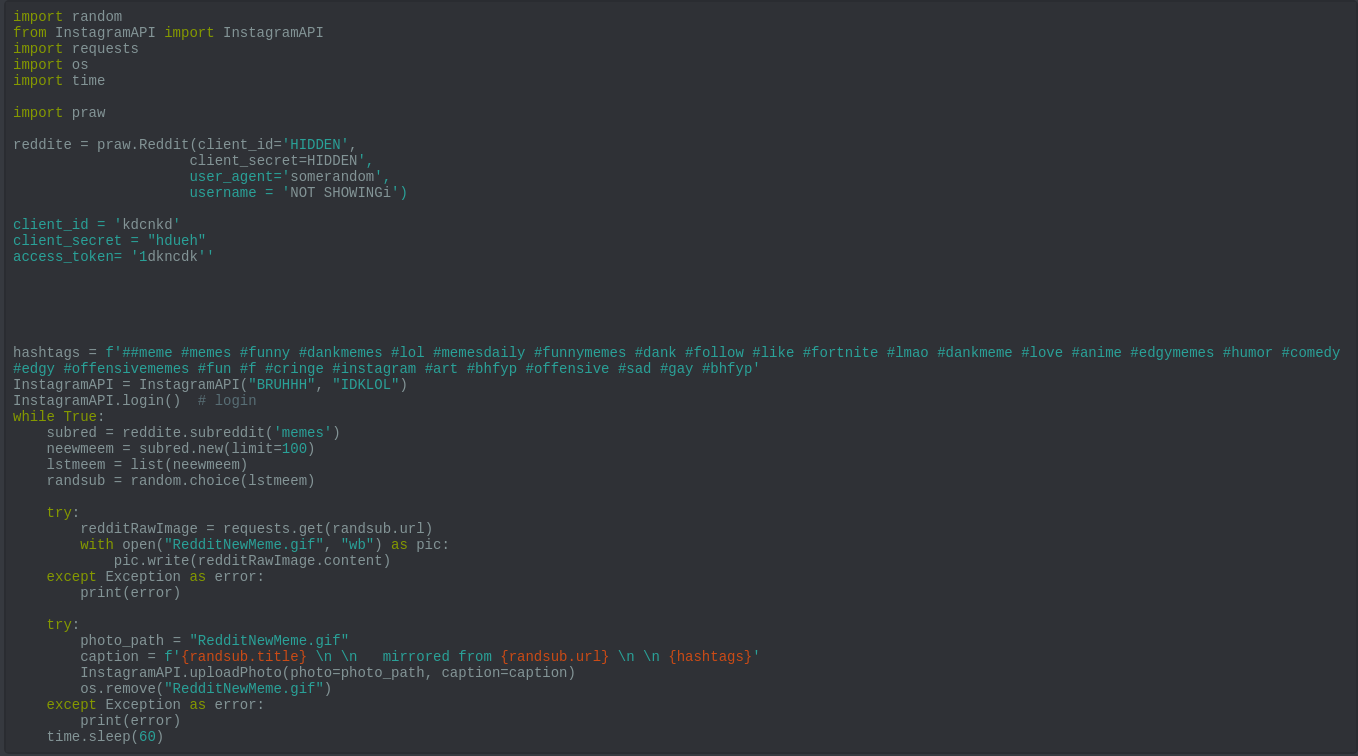 import random
from InstagramAPI import InstagramAPI
import requests
import os
import time

import praw

reddite = praw.Reddit(client_id='HIDDEN',
                     client_secret=HIDDEN',
                     user_agent='somerandom',
                     username = 'NOT SHOWINGi')

client_id = 'kdcnkd'
client_secret = "hdueh"
access_token= '1dkncdk''

hashtags = f'##meme #memes #funny #dankmemes #lol #memesdaily #funnymemes #dank #follow #like #fortnite #lmao #dankmeme #love #anime #edgymemes #humor #comedy
#edgy #offensivememes #fun #f #cringe #instagram #art #bhfyp #offensive #sad #gay #bhfyp'
InstagramAPI = InstagramAPI("BRUHHH", "IDKLOL")
InstagramAPI.login()  # login
while True:
    subred = reddite.subreddit('memes')
    neewmeem = subred.new(limit=100)
    lstmeem = list(neewmeem)
    randsub = random.choice(lstmeem)

    try:
        redditRawImage = requests.get(randsub.url)
        with open("RedditNewMeme.gif", "wb") as pic:
            pic.write(redditRawImage.content)
    except Exception as error:
        print(error)

    try:
        photo_path = "RedditNewMeme.gif"
        caption = f'{randsub.title} \n \n   mirrored from {randsub.url} \n \n {hashtags}'
        InstagramAPI.uploadPhoto(photo=photo_path, caption=caption)
        os.remove("RedditNewMeme.gif")
    except Exception as error:
        print(error)
    time.sleep(60)